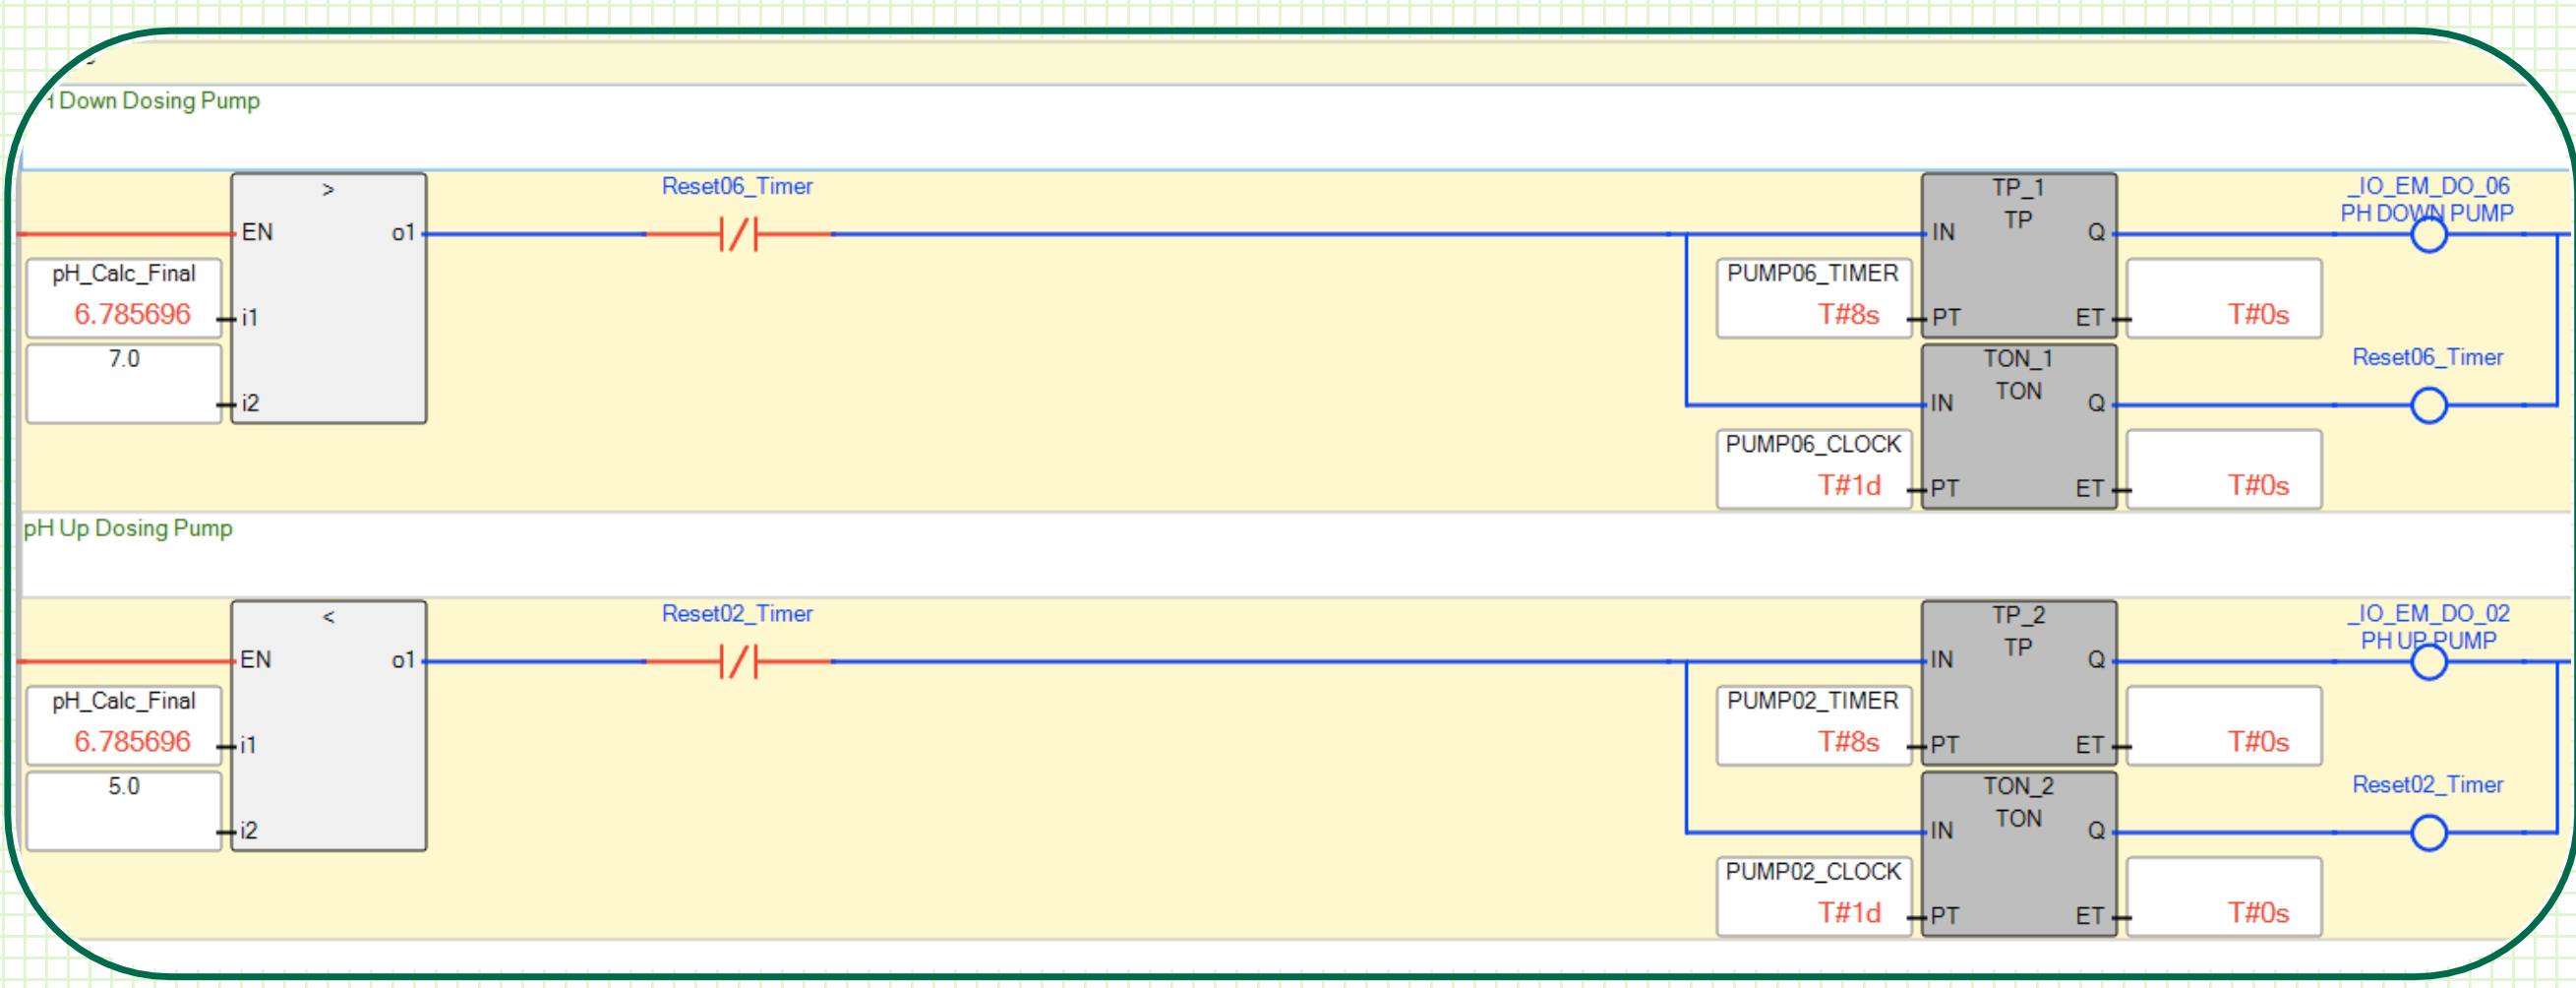 Down Dosing Pump
>
EN
o1
pH_Calc_Final
6.785696
i1
7.0
i2
Reset06_Timer
TP_1
TP
IN
Q
PUMP06_TIMER
T#8s
PT
ET
T#0s
_IO_EM_DO_06
PH DOWN PUMP
TON_1
TON
IN
Q
PUMP06_CLOCK
T#1d
PT
ET
T#0s
Reset06_Timer
pH Up Dosing Pump
<
EN
o1
pH_Calc_Final
6.785696
i1
5.0
i2
Reset02_Timer
TP_2
TP
IN
Q
PUMP02_TIMER
T#8s
PT
ET
T#0s
_IO_EM_DO_02
PH UP PUMP
TON_2
TON
IN
Q
PUMP02_CLOCK
T#1d
PT
ET
T#0s
Reset02_Timer